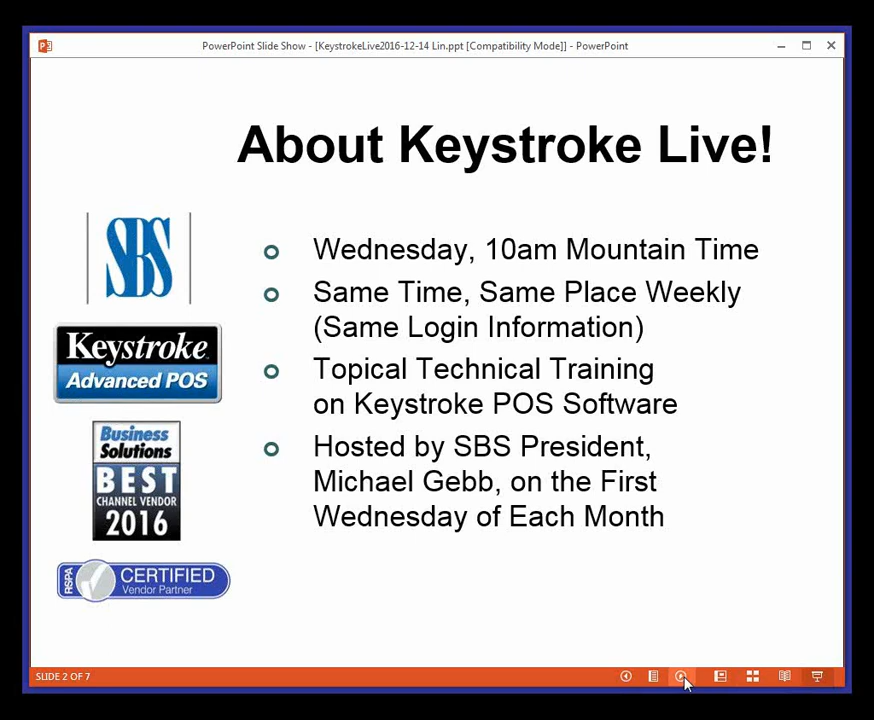 PowerPoint Slide Show - [KeystrokeLive2016-12-14 Lin.ppt [Compatibility Mode]] - PowerPoint
About Keystroke Live!
SBS
Keystroke
Advanced POS
Business
Solutions
BEST
CHANNEL VENDOR
2016
RSPA
CERTIFIED
Vendor Partner
Wednesday, 10am Mountain Time
Same Time, Same Place Weekly
(Same Login Information)
Topical Technical Training
on Keystroke POS Software
Hosted by SBS President,
Michael Gebb, on the First
Wednesday of Each Month
SLIDE 2 OF 7